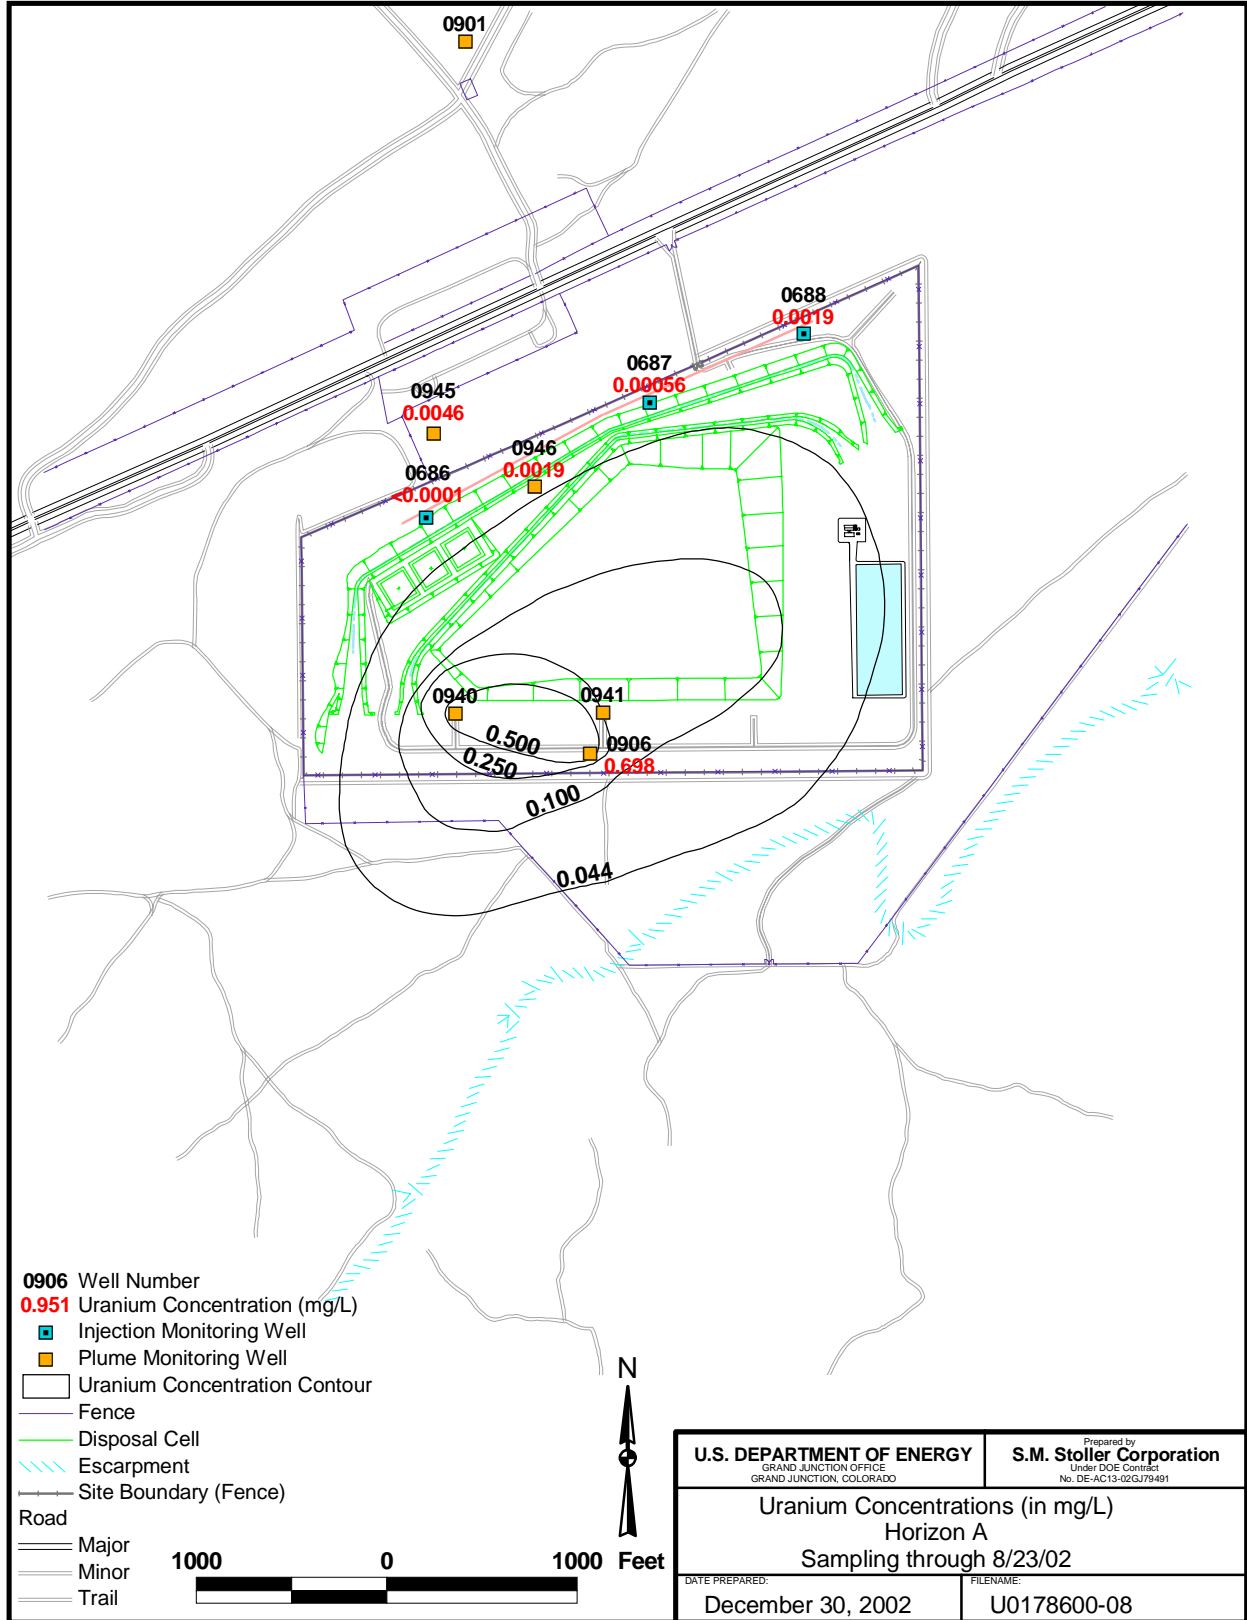 0901
0688
0.0019
0687
0.00056
0945
0.0046
0946
0.0019
0686
<0.0001
0940
0941
0.500
0906
0.250
0.698
0.100
0.044
0906 Well Number
0.951 Uranium Concentration (mg/L)
Injection Monitoring Well
Plume Monitoring Well
Uranium Concentration Contour
Fence
Disposal Cell
Escarpment
Site Boundary (Fence)
Road
Major
Minor
Trail
1000 0 1000 Feet
N
U.S. DEPARTMENT OF ENERGY
GRAND JUNCTION OFFICE
GRAND JUNCTION, COLORADO
Prepared by
S.M. Stoller Corporation
Under DOE Contract
No. DE-AC13-02GJ79491
Uranium Concentrations (in mg/L)
Horizon A
Sampling through 8/23/02
DATE PREPARED:
December 30, 2002
FILENAME:
U0178600-08